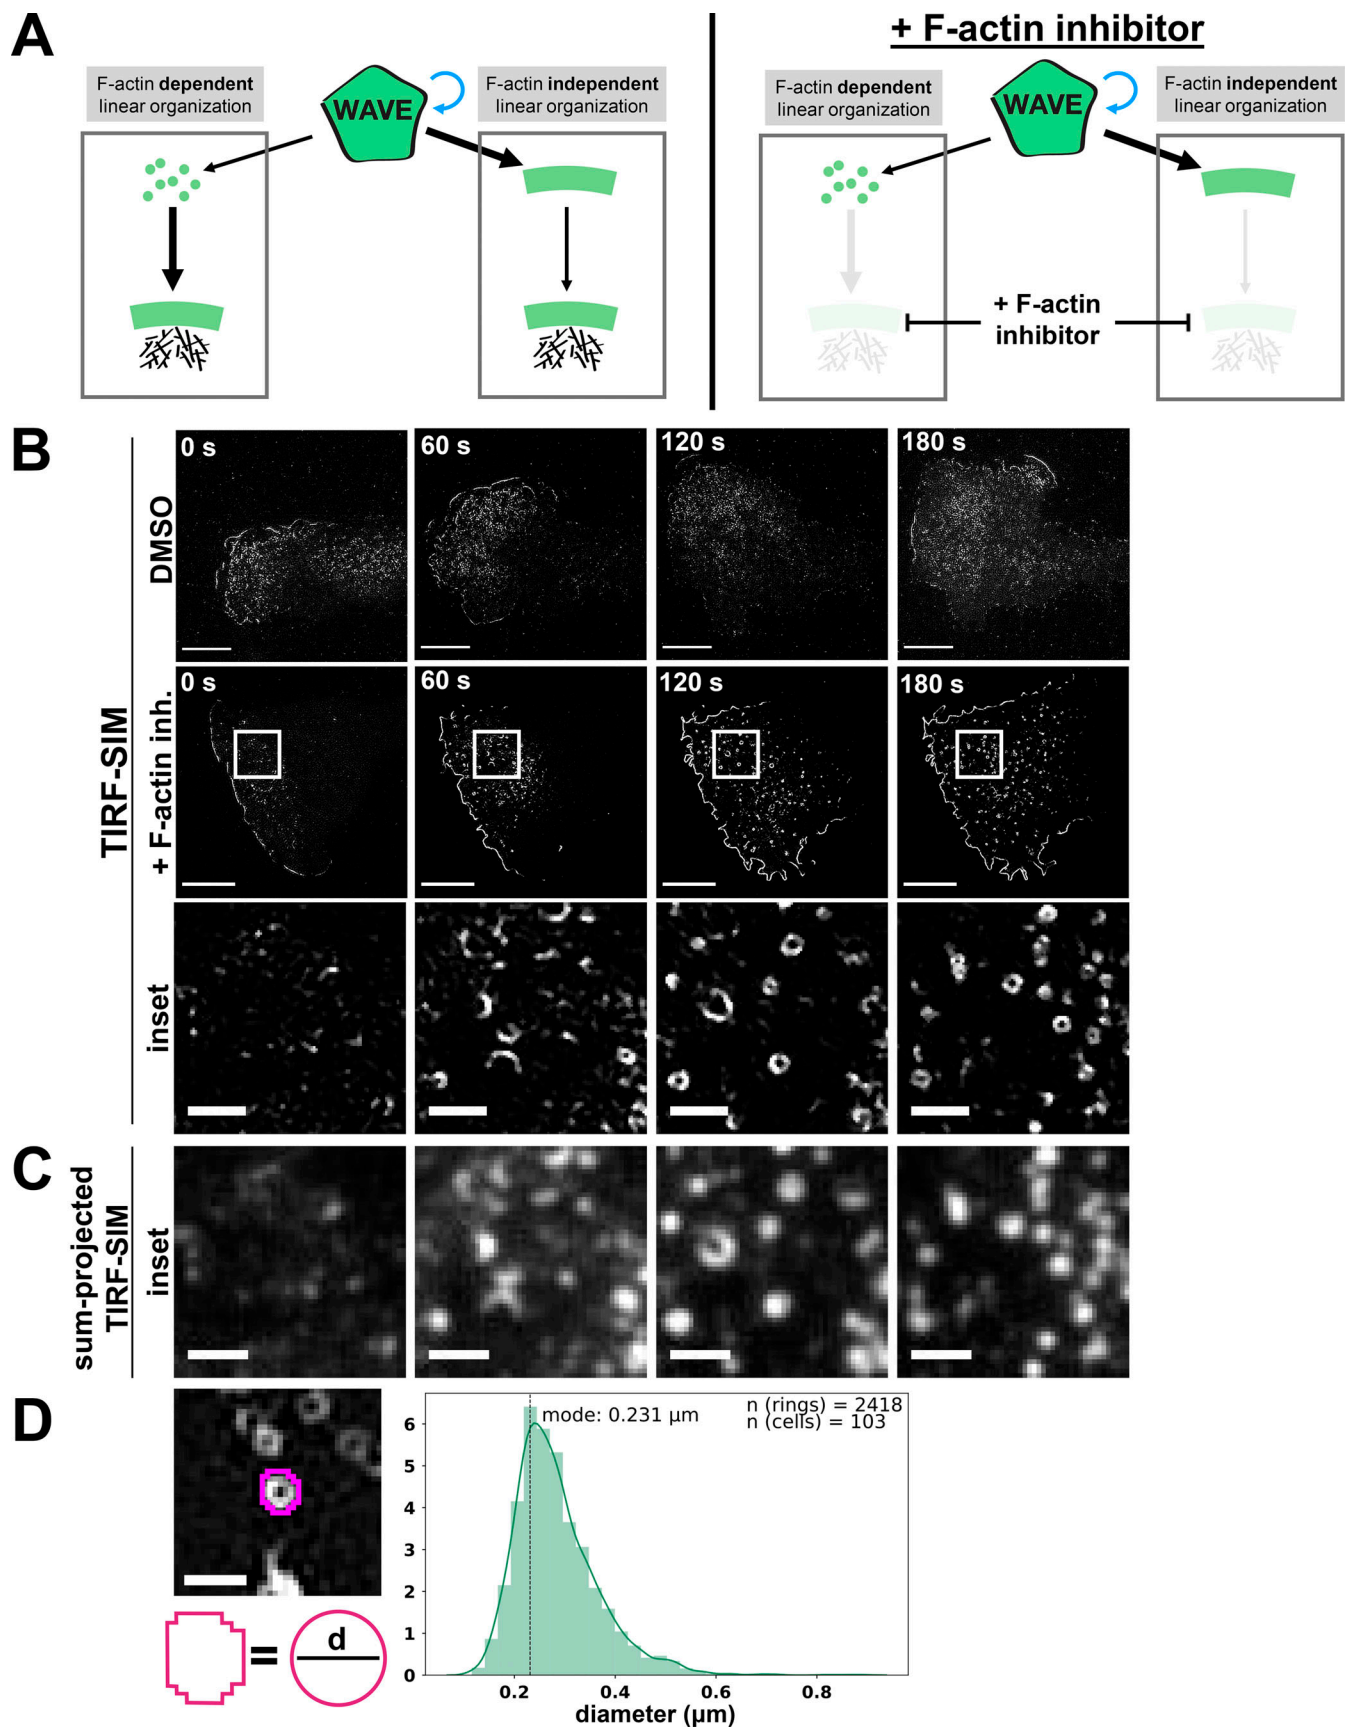 A
F-actin dependent
linear organization
WAVE
F-actin independent
linear organization
+ F-actin inhibitor
F-actin dependent
linear organization
WAVE
F-actin independent
linear organization
+ F-actin
inhibitor
B
TIRF-SIM
DMSO
0 s
60 s
120 s
180 s
+ F-actin inh.
0 s
60 s
120 s
180 s
inset
C
sum-projected
TIRF-SIM
inset
D
d
=
mode: 0.231 μm
n (rings) = 2418
n (cells) = 103
6
5
4
3
2
1
0
0.2
0.4
0.6
0.8
diameter (μm)